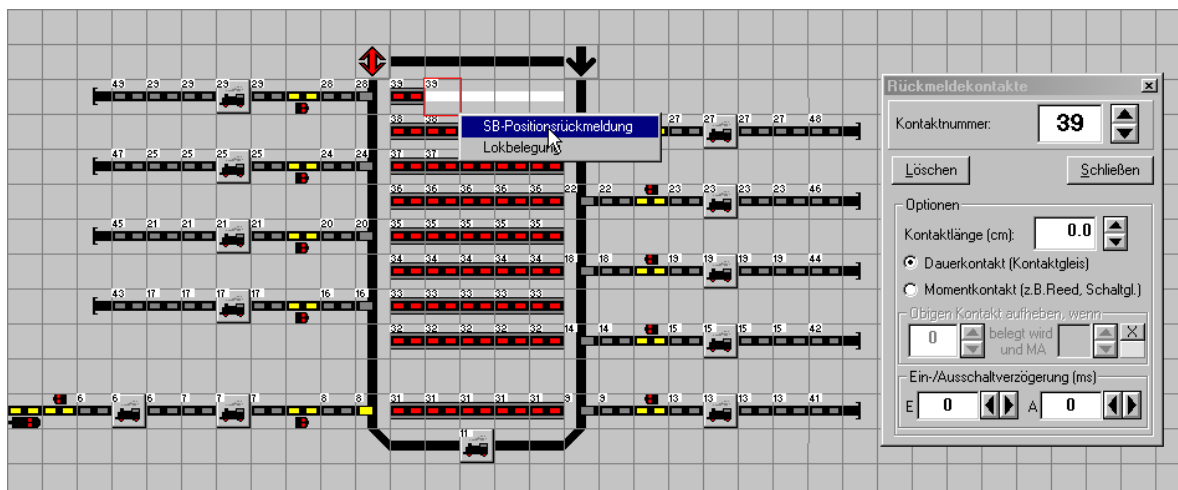 49 29 29 29 29 28 28 39 39
SB-Positionsrückmeldung
Lokbelegung
38 38 27 27 27 27 48
47 25 25 25 25 24 24 37 37
36 36 36 36 36 22 22 23 23 23 23 46
45 21 21 21 21 20 20 35 35 35 35 35
34 34 34 34 34 18 18 19 19 19 19 44
43 17 17 17 17 16 16 33 33 33 33 33
32 32 32 32 32 14 14 15 15 15 15 42
6 6 7 7 7 8 8 31 31 31 31 31 9 9 13 13 13 13 41
11
Rückmeldekontakte
Kontaktnummer: 39
Löschen Schließen
Optionen
Kontaktlänge (cm): 0.0
Dauerkontakt (Kontaktgleis)
Momentkontakt (z.B.Reed, Schaltgl.)
Obigen Kontakt aufheben, wenn
0 belegt wird und MA X
Ein-/Ausschaltverzögerung (ms)
E 0 A 0